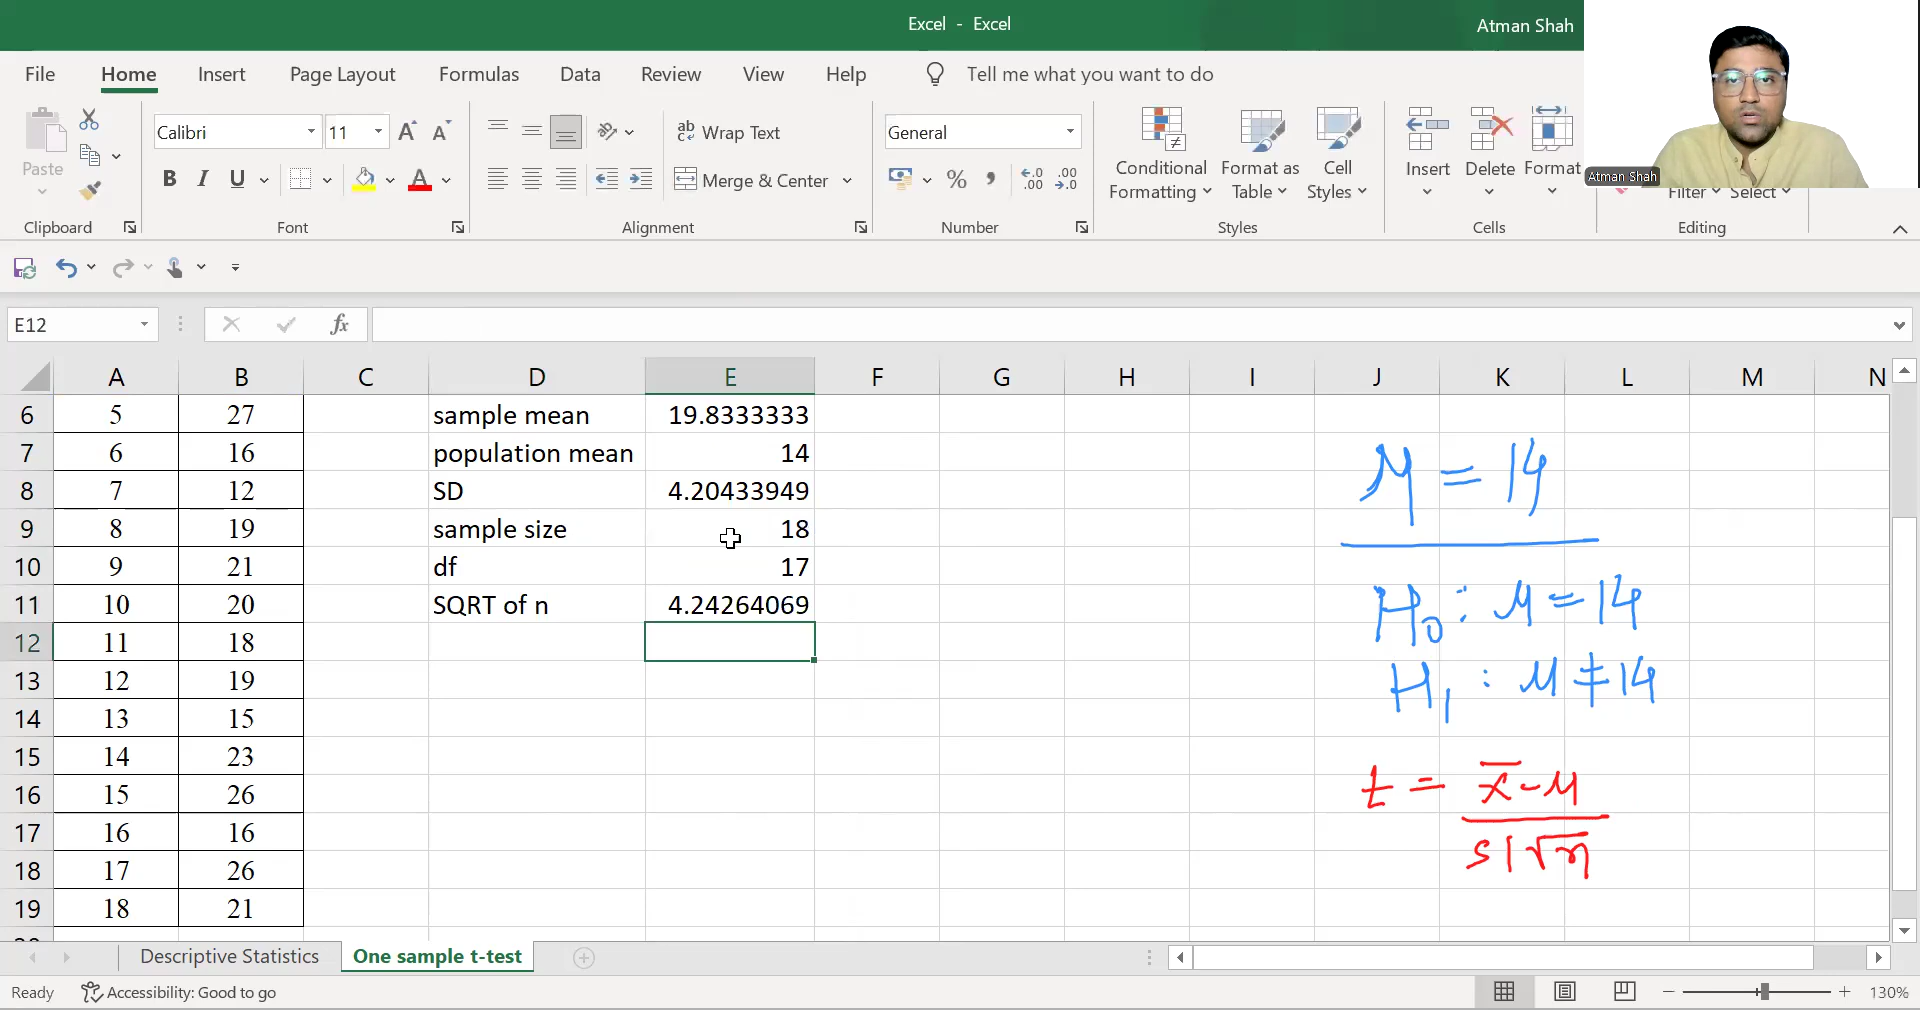 Excel - Excel
Atman Shah
File Home Insert Page Layout Formulas Data Review View Help Tell me what you want to do
Calibri 11 A A ab Wrap Text General
Paste
B I U A Merge & Center % , .00 .00
Conditional Formatting Format as Table Cell Styles Insert Delete Format Filter Select
Atman Shah
Clipboard Font Alignment Number Styles Cells Editing
E12 fx
A B C D E F G H I J K L M N
6 5 27 sample mean 19.8333333
7 6 16 population mean 14
8 7 12 SD 4.20433949
9 8 19 sample size 18
10 9 21 df 17
11 10 20 SQRT of n 4.24264069
12 11 18
13 12 19
14 13 15
15 14 23
16 15 26
17 16 16
18 17 26
19 18 21
μ = 14
H₀ : μ = 14
H₁ : μ ≠ 14
t = x̄ - μ
s/√n
Descriptive Statistics One sample t-test
Ready Accessibility: Good to go 130%